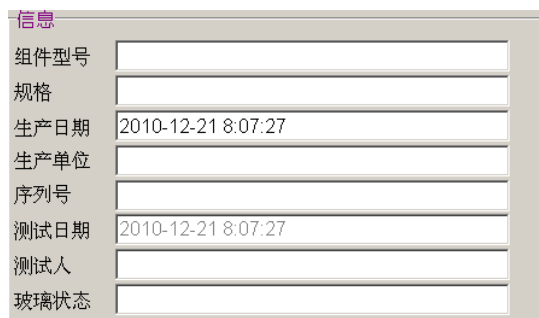 信息
组件型号
规格
生产日期 2010-12-21 8:07:27
生产单位
序列号
测试日期 2010-12-21 8:07:27
测试人
玻璃状态